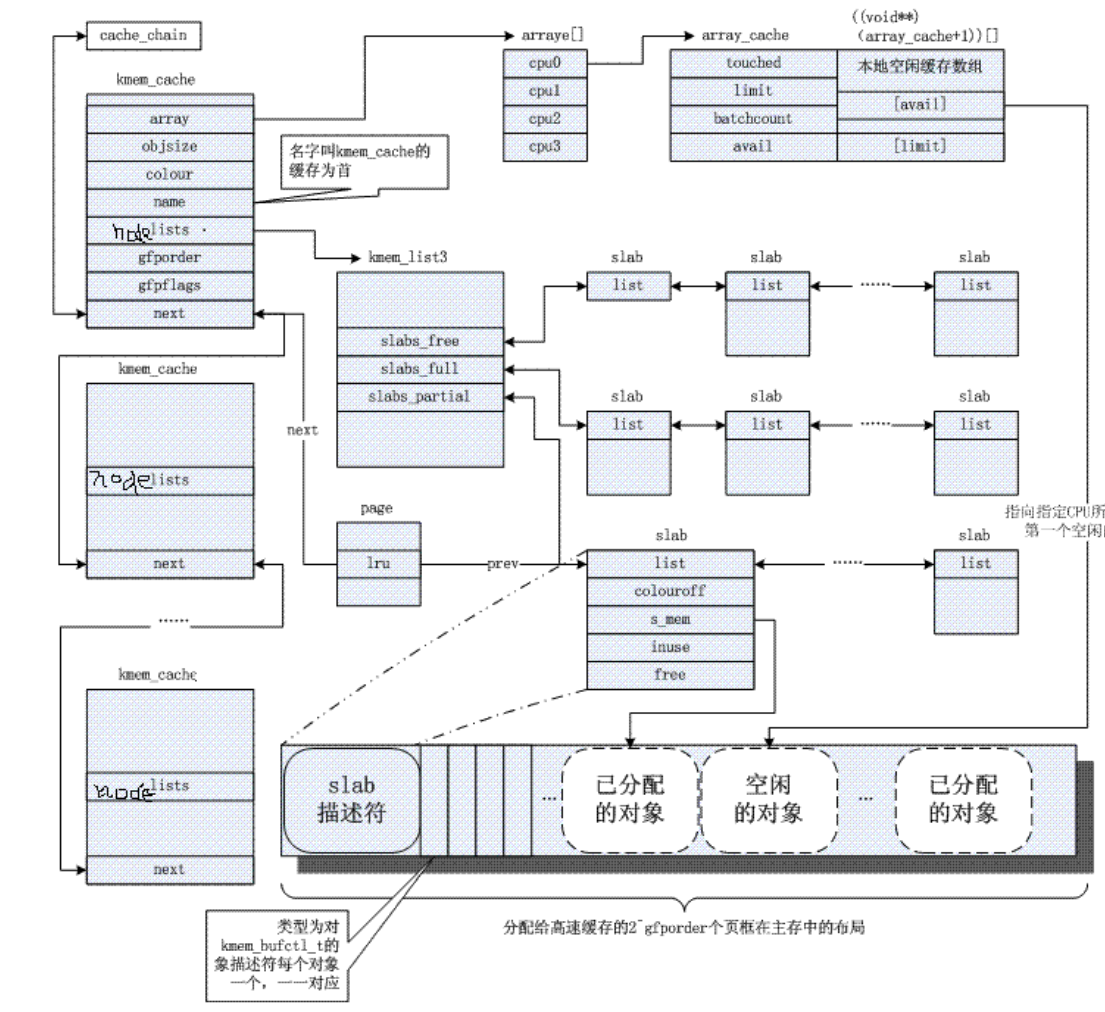 cache_chain
kmem_cache
array
objsize
colour
name
nodelists
gfporder
gfpflags
next
名字叫kmem_cache的
缓存为首
arraye[]
cpu0
cpu1
cpu2
cpu3
array_cache
touched
limit
batchcount
avail
((void**)
(array_cache+1))[]
本地空闲缓存数组
[avail]
[limit]
kmem_list3
slabs_free
slabs_full
slabs_partial
slab
list
slab
list
······
slab
list
slab
list
slab
list
······
slab
list
指向指定CPU所
第一个空闲
kmem_cache
nodelists
next
······
next
page
lru
prev
slab
list
colouroff
s_mem
inuse
free
······
slab
list
kmem_cache
nodelists
next
slab
描述符
...
已分配
的对象
空闲
的对象
...
已分配
的对象
类型为对
kmem_bufctl_t的
象描述符每个对象
一个，一一对应
分配给高速缓存的2^gfporder个页框在主存中的布局